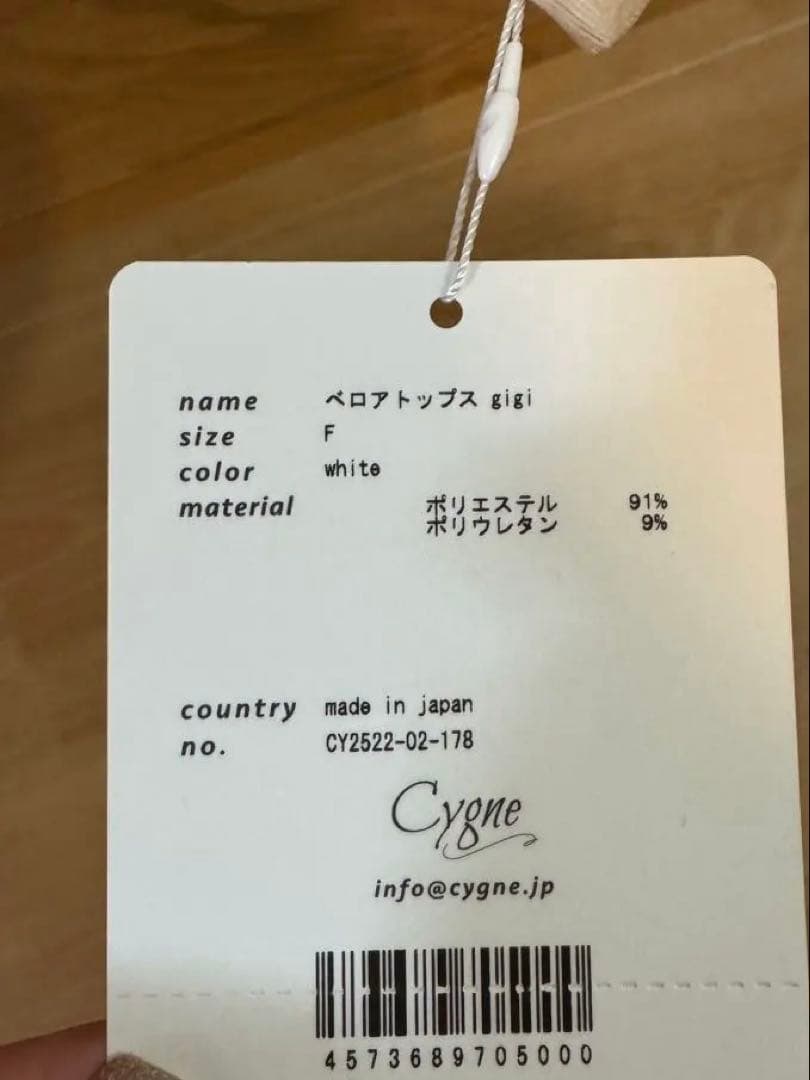 name ベロアトップス gigi
size F
color white
material ポリエステル 91%
ポリウレタン 9%
country made in japan
no. CY2522-02-178
Cygne
info@cygne.jp
4573689705000